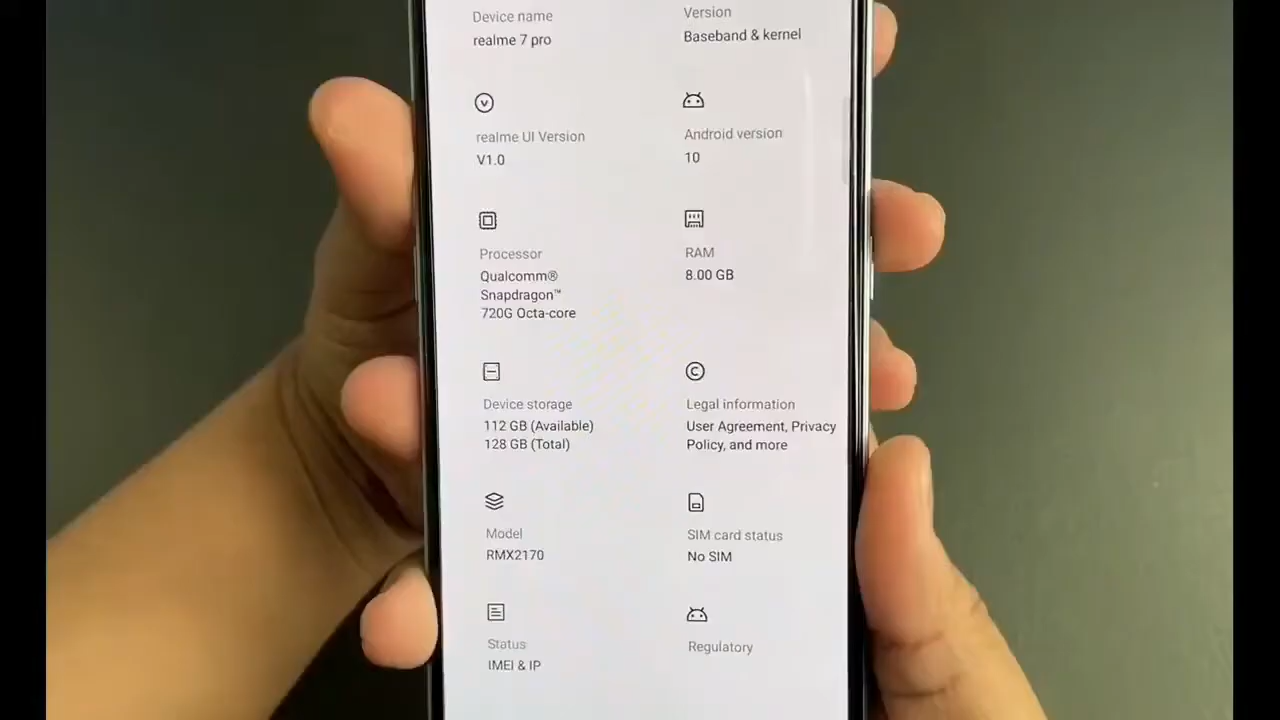 Device name
realme 7 pro
Version
Baseband & kernel
realme UI Version
V1.0
Android version
10
Processor
Qualcomm®
Snapdragon™
720G Octa-core
RAM
8.00 GB
Device storage
112 GB (Available)
128 GB (Total)
Legal information
User Agreement, Privacy
Policy, and more
Model
RMX2170
SIM card status
No SIM
Status
IMEI & IP
Regulatory